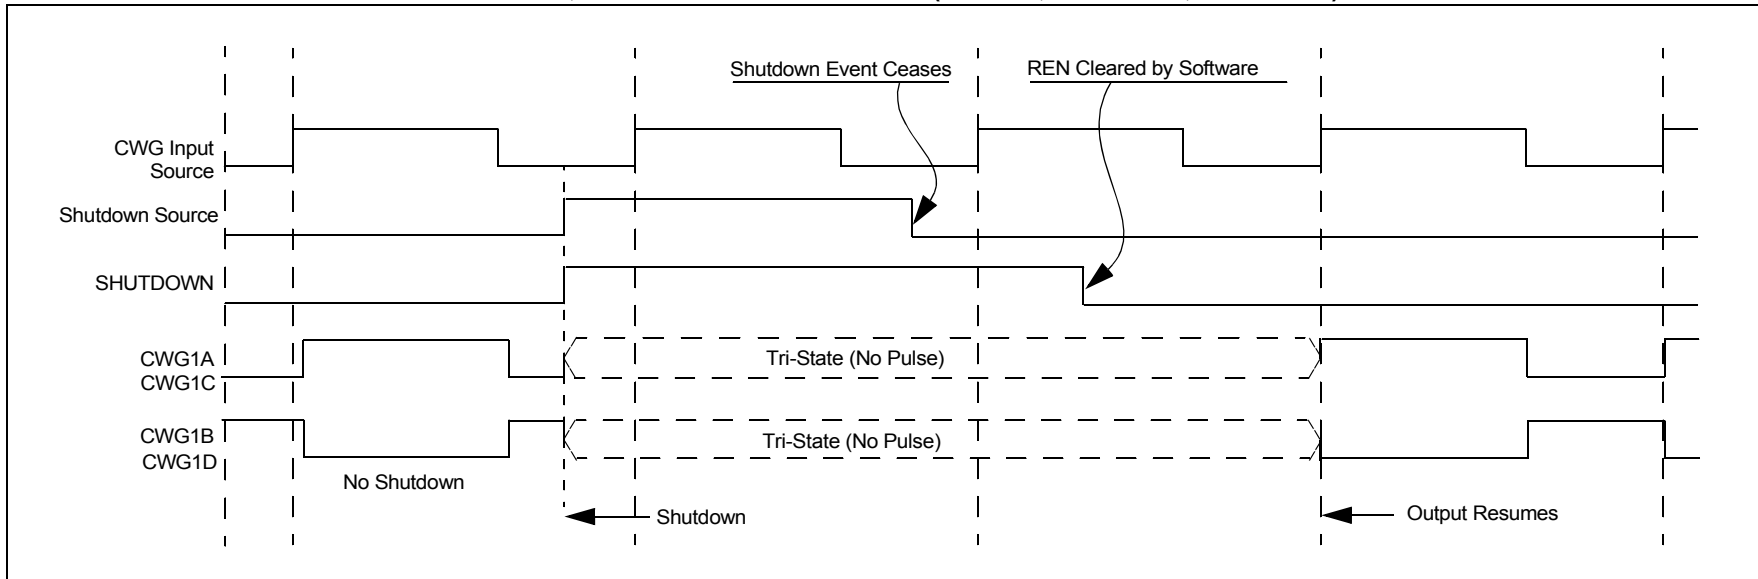 Shutdown Event Ceases
REN Cleared by Software
CWG Input
Source
Shutdown Source
SHUTDOWN
CWG1A
CWG1C
Tri-State (No Pulse)
CWG1B
CWG1D
Tri-State (No Pulse)
No Shutdown
Shutdown
Output Resumes